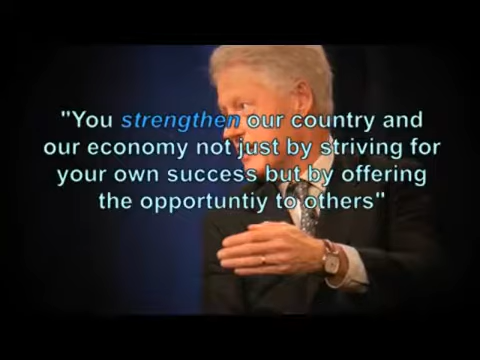 "You strengthen our country and
our economy not just by striving for
your own success but by offering
the opportuntiy to others"